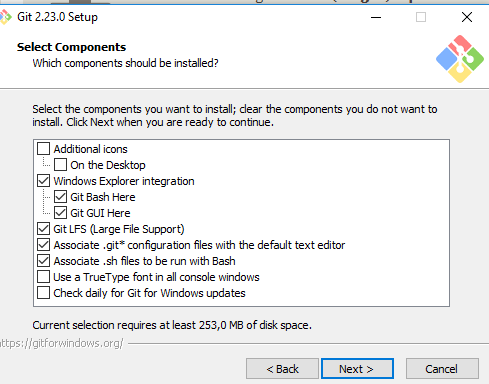 Git 2.23.0 Setup
Select Components
Which components should be installed?
Select the components you want to install; clear the components you do not want to
install. Click Next when you are ready to continue.
Additional icons
On the Desktop
Windows Explorer integration
Git Bash Here
Git GUI Here
Git LFS (Large File Support)
Associate .git* configuration files with the default text editor
Associate .sh files to be run with Bash
Use a TrueType font in all console windows
Check daily for Git for Windows updates
Current selection requires at least 253,0 MB of disk space.
ttps://gitforwindows.org/
< Back
Next >
Cancel